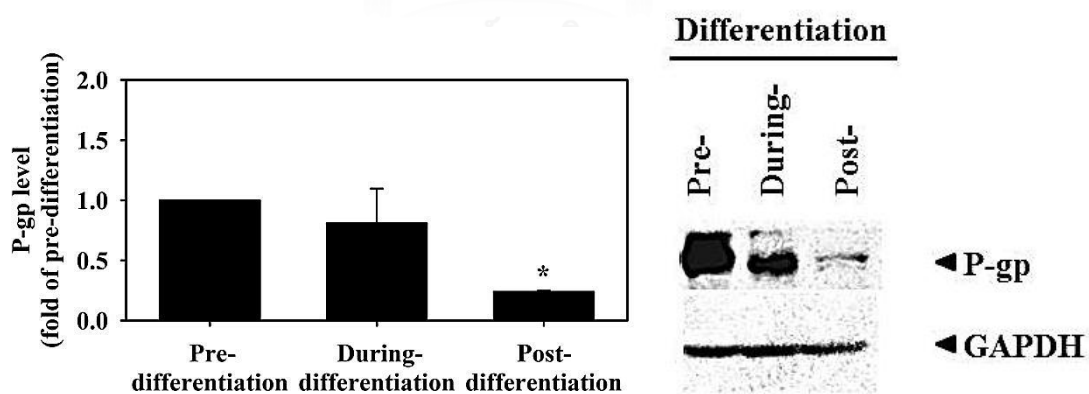 P-gp level
(fold of pre-differentiation)
2.0
1.5
1.0
0.5
0.0
*
Pre-
differentiation
During-
differentiation
Post-
differentiation
Differentiation
Pre-
During-
Post-
P-gp
GAPDH